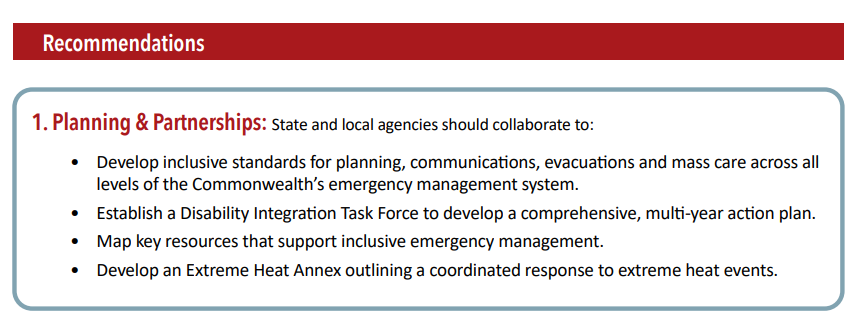 Recommendations
1. Planning & Partnerships: State and local agencies should collaborate to:
• Develop inclusive standards for planning, communications, evacuations and mass care across all
levels of the Commonwealth's emergency management system.
• Establish a Disability Integration Task Force to develop a comprehensive, multi-year action plan.
• Map key resources that support inclusive emergency management.
• Develop an Extreme Heat Annex outlining a coordinated response to extreme heat events.